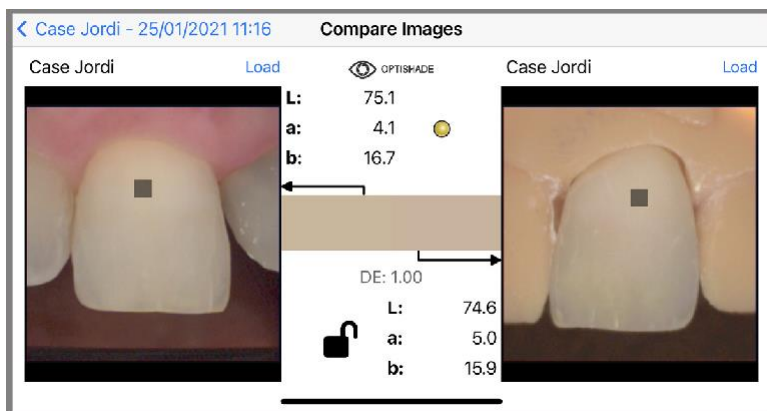 Case Jordi - 25/01/2021 11:16
Compare Images
Case Jordi
Load
OPTISHADE
Case Jordi
Load
L: 75.1
a: 4.1
b: 16.7
DE: 1.00
L: 74.6
a: 5.0
b: 15.9